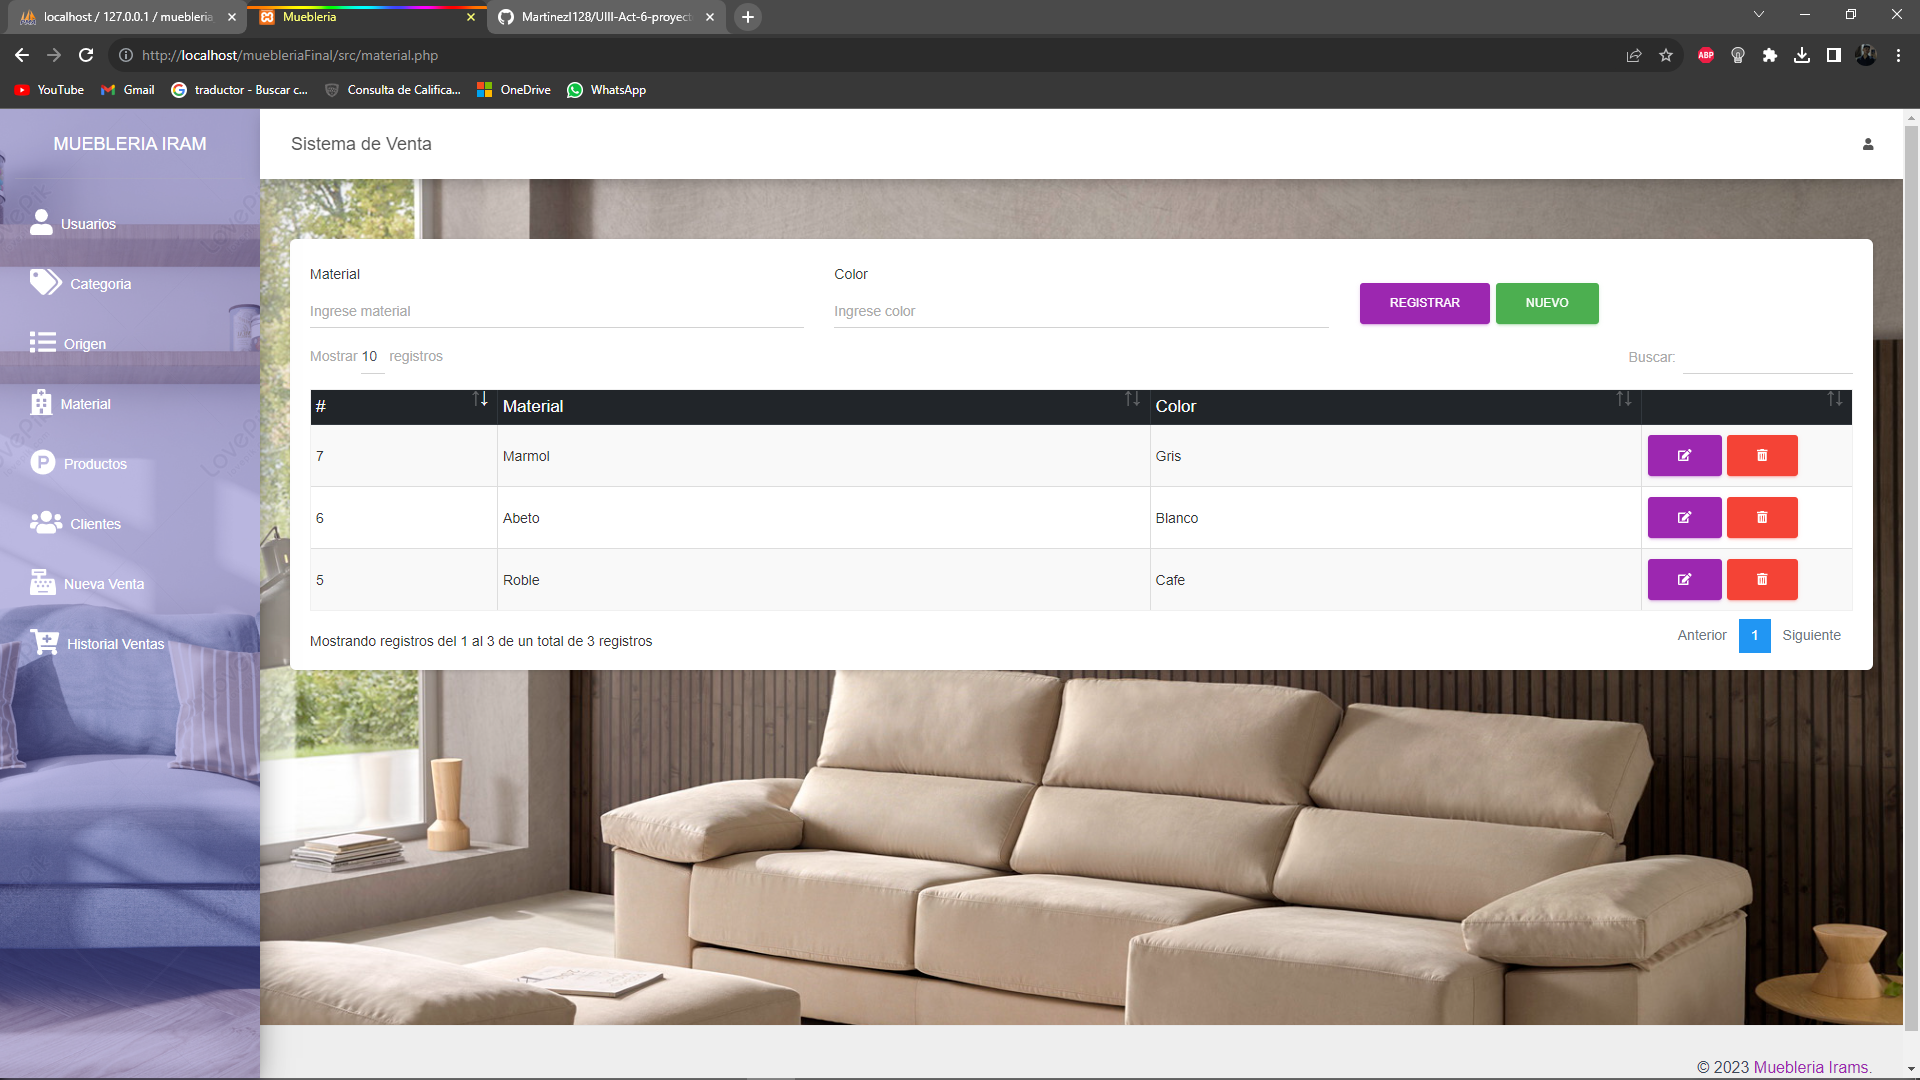 localhost / 127.0.0.1 / muebleria
Muebleria
MartinezI128/UIII-Act-6-proyect
http://localhost/muebleriaFinal/src/material.php
YouTube
Gmail
traductor - Buscar c...
Consulta de Califica...
OneDrive
WhatsApp
MUEBLERIA IRAM
Sistema de Venta
Usuarios
Categoria
Origen
Material
Productos
Clientes
Nueva Venta
Historial Ventas
Material
Color
Ingrese material
Ingrese color
REGISTRAR
NUEVO
Mostrar 10 registros
Buscar:
# Material Color
7 Marmol Gris
6 Abeto Blanco
5 Roble Cafe
Mostrando registros del 1 al 3 de un total de 3 registros
Anterior 1 Siguiente
© 2023 Muebleria Irams.
ABP
LovePik
LovePik